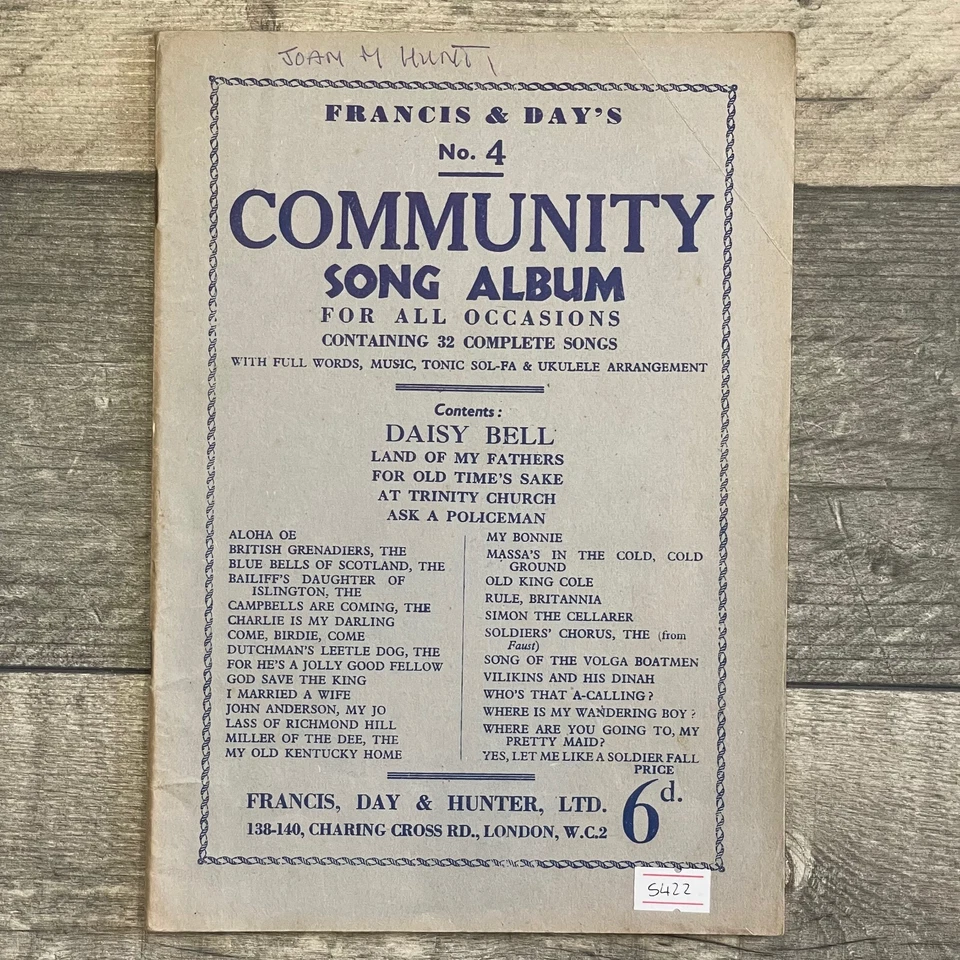 JOAN M HUNT
FRANCIS & DAY'S
No. 4
COMMUNITY
SONG ALBUM
FOR ALL OCCASIONS
CONTAINING 32 COMPLETE SONGS
WITH FULL WORDS, MUSIC, TONIC SOL-FA & UKULELE ARRANGEMENT
Contents:
DAISY BELL
LAND OF MY FATHERS
FOR OLD TIME'S SAKE
AT TRINITY CHURCH
ASK A POLICEMAN
ALOHA OE
BRITISH GRENADIERS, THE
BLUE BELLS OF SCOTLAND, THE
BAILIFF'S DAUGHTER OF
ISLINGTON, THE
CAMPBELLS ARE COMING, THE
CHARLIE IS MY DARLING
COME, BIRDIE, COME
DUTCHMAN'S LEETLE DOG, THE
FOR HE'S A JOLLY GOOD FELLOW
GOD SAVE THE KING
I MARRIED A WIFE
JOHN ANDERSON, MY JO
LASS OF RICHMOND HILL
MILLER OF THE DEE, THE
MY OLD KENTUCKY HOME
MY BONNIE
MASSA'S IN THE COLD, COLD
GROUND
OLD KING COLE
RULE, BRITANNIA
SIMON THE CELLARER
SOLDIERS' CHORUS, THE (from
Faust)
SONG OF THE VOLGA BOATMEN
VILIKINS AND HIS DINAH
WHO'S THAT A-CALLING?
WHERE IS MY WANDERING BOY?
WHERE ARE YOU GOING TO, MY
PRETTY MAID?
YES, LET ME LIKE A SOLDIER FALL
PRICE
6d.
FRANCIS, DAY & HUNTER, LTD.
138-140, CHARING CROSS RD., LONDON, W.C.2
S422